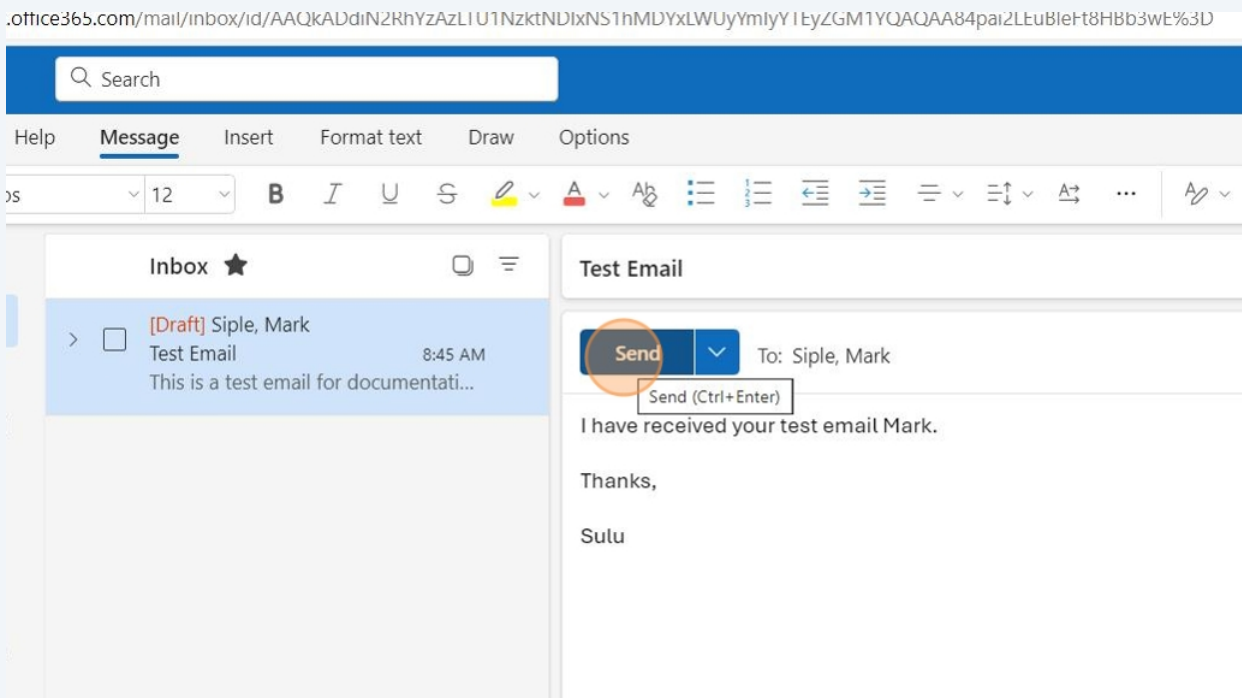 .office365.com/mail/inbox/id/
Search
Help Message Insert Format text Draw Options
12 B I U S A
Inbox
Test Email
[Draft] Siple, Mark
Test Email 8:45 AM
This is a test email for documentati...
Send To: Siple, Mark
Send (Ctrl+Enter)
I have received your test email Mark.
Thanks,
Sulu